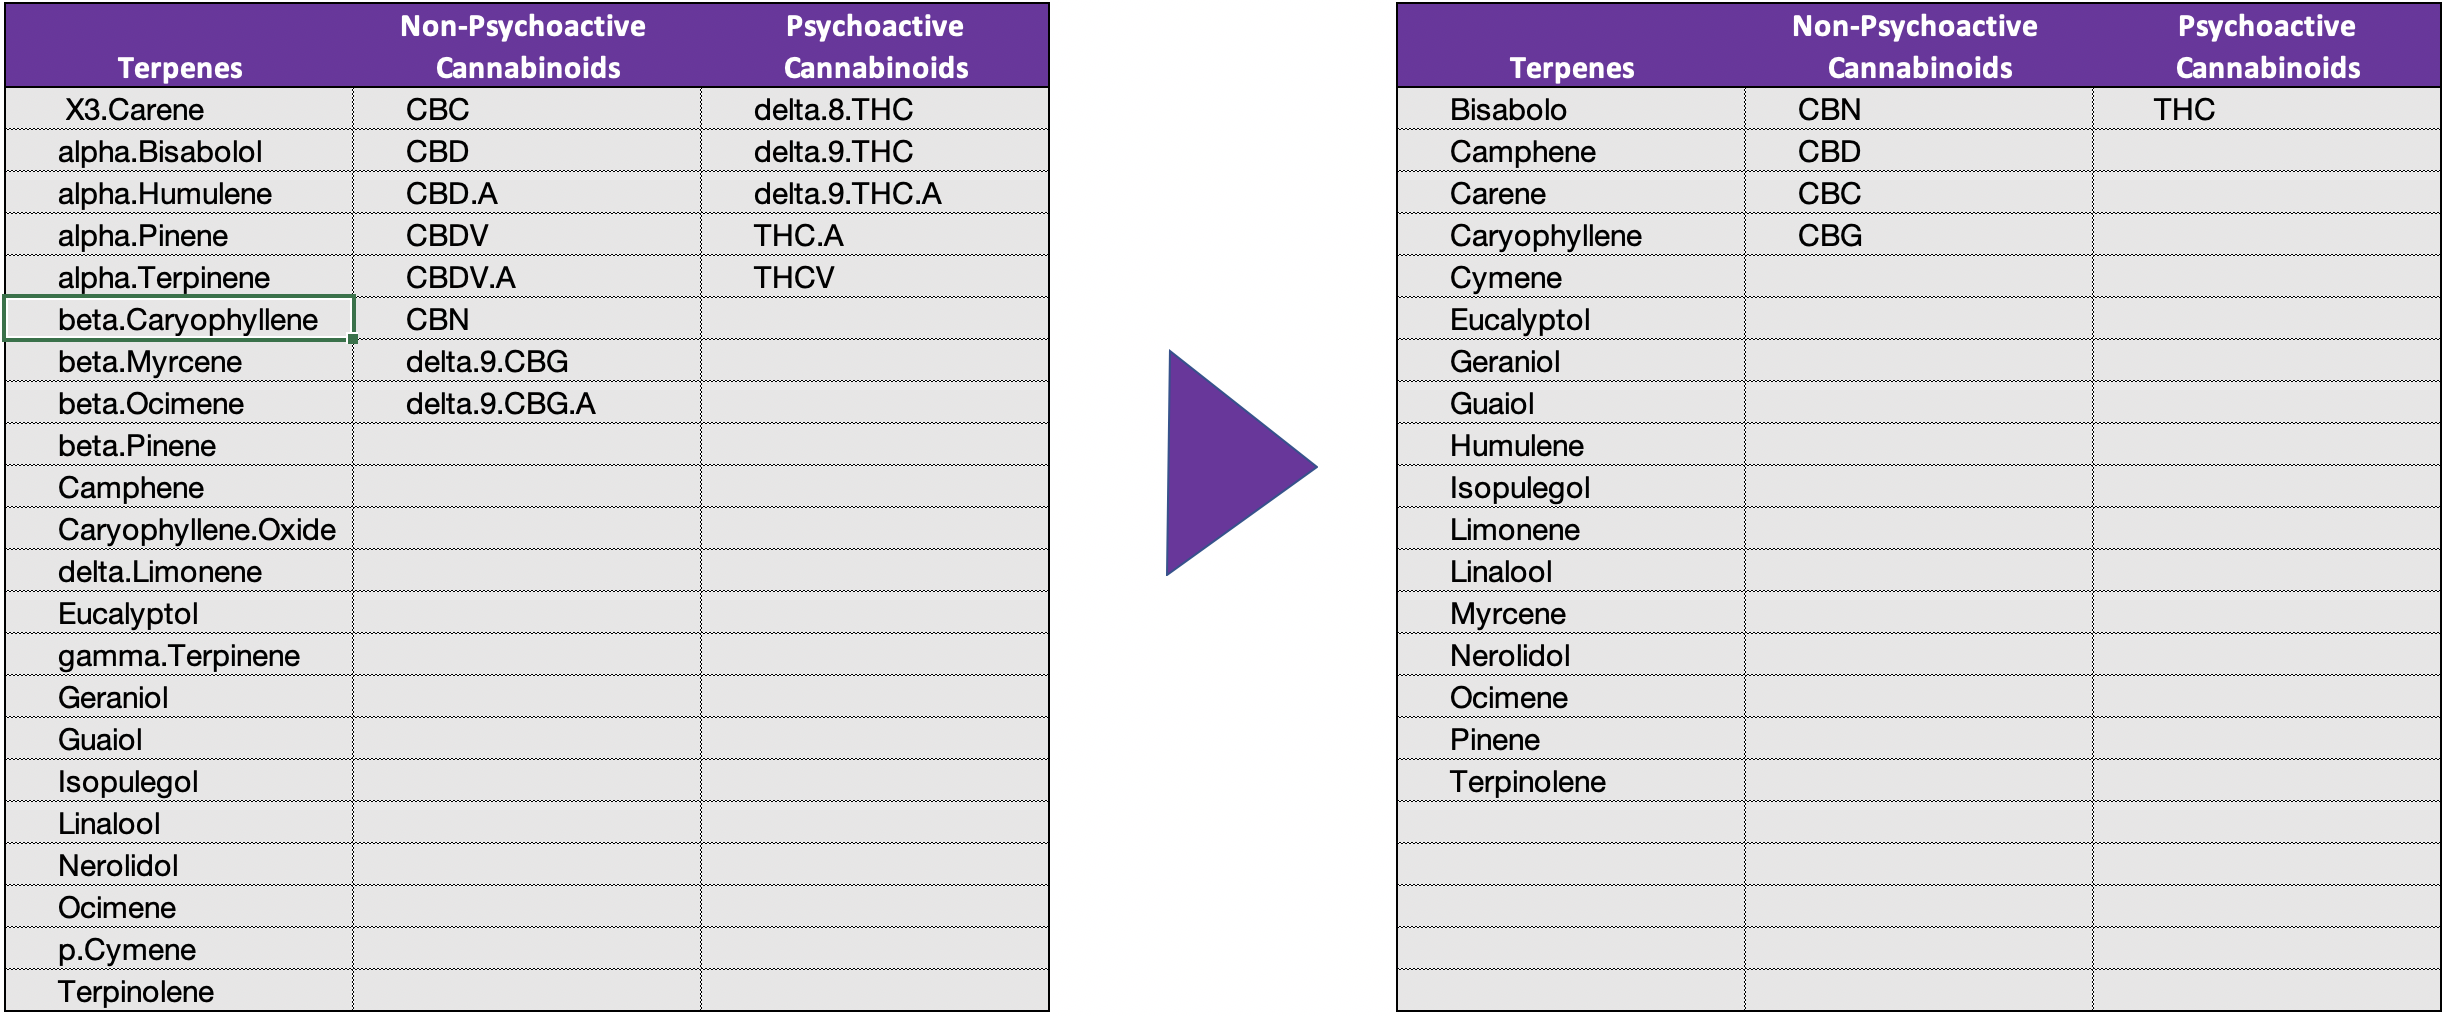 Terpenes Non-Psychoactive Cannabinoids Psychoactive Cannabinoids
X3.Carene CBC delta.8.THC
alpha.Bisabolol CBD delta.9.THC
alpha.Humulene CBD.A delta.9.THC.A
alpha.Pinene CBDV THC.A
alpha.Terpinene CBDV.A THCV
beta.Caryophyllene CBN
beta.Myrcene delta.9.CBG
beta.Ocimene delta.9.CBG.A
beta.Pinene
Camphene
Caryophyllene.Oxide
delta.Limonene
Eucalyptol
gamma.Terpinene
Geraniol
Guaiol
Isopulegol
Linalool
Nerolidol
Ocimene
p.Cymene
Terpinolene
Terpenes Non-Psychoactive Cannabinoids Psychoactive Cannabinoids
Bisabolo CBN THC
Camphene CBD
Carene CBC
Caryophyllene CBG
Cymene
Eucalyptol
Geraniol
Guaiol
Humulene
Isopulegol
Limonene
Linalool
Myrcene
Nerolidol
Ocimene
Pinene
Terpinolene